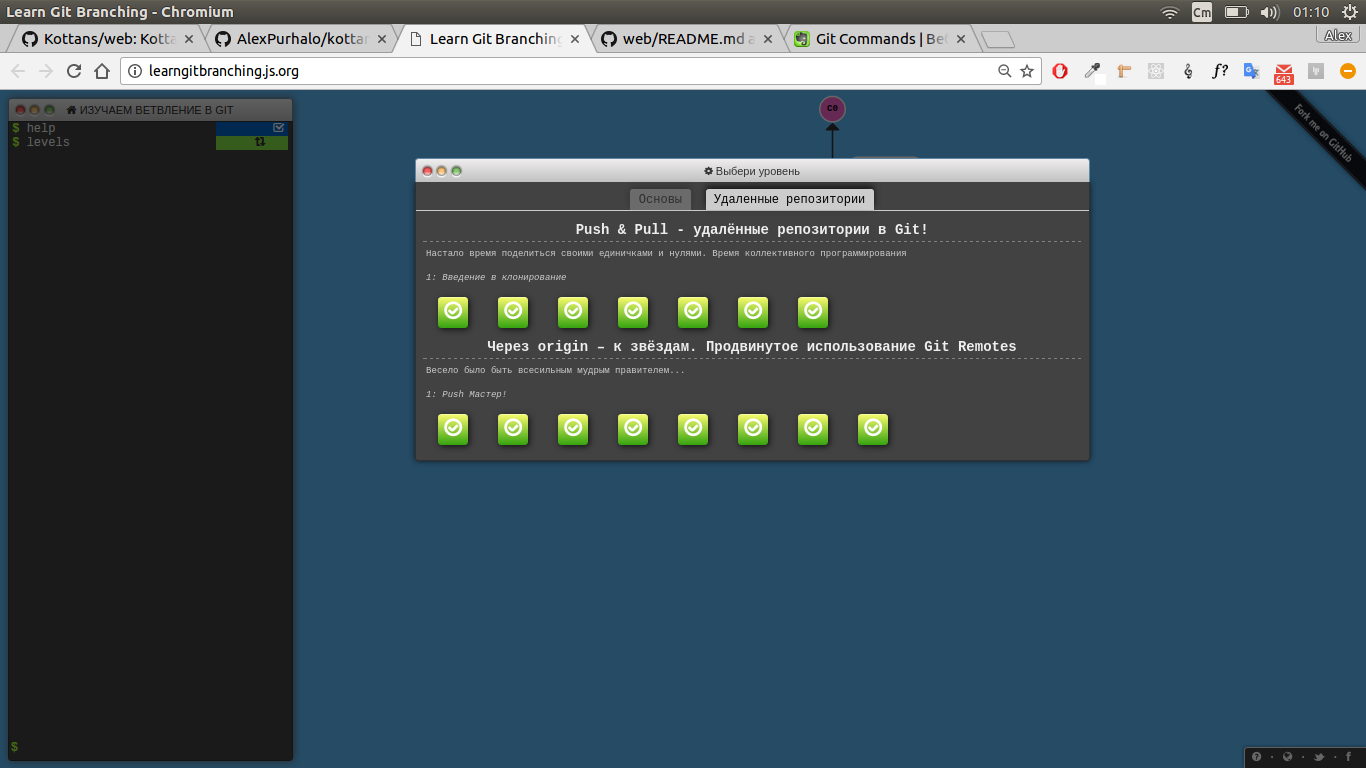 Learn Git Branching - Chromium
Cm
01:10
Kottans/web: Kotta
AlexPurhalo/kottar
Learn Git Branching
web/README.md a
Git Commands | Be
Alex
learngitbranching.js.org
f?
643
ИЗУЧАЕМ ВЕТВЛЕНИЕ В GIT
$ help
$ levels
$
C0
Fork me on GitHub
Выбери уровень
Основы
Удаленные репозитории
Push & Pull - удалённые репозитории в Git!
Настало время поделиться своими единичками и нулями. Время коллективного программирования
1: Введение в клонирование
Через origin – к звёздам. Продвинутое использование Git Remotes
Весело было быть всесильным мудрым правителем...
1: Push Мастер!